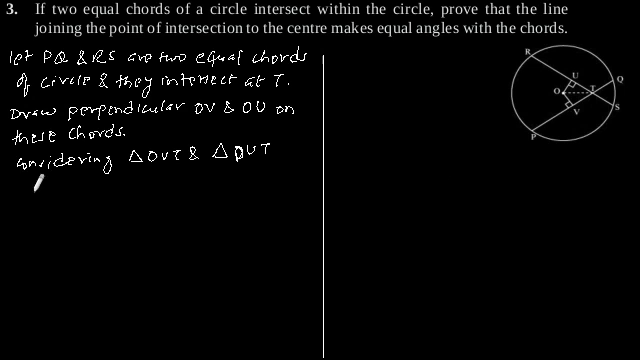 3. If two equal chords of a circle intersect within the circle, prove that the line
joining the point of intersection to the centre makes equal angles with the chords.
let PQ & RS are two equal chords
of circle & they intersect at T.
Draw perpendicular OV & OU on
these chords.
Considering △OVT & △OUT
R
U
Q
O
T
S
V
P